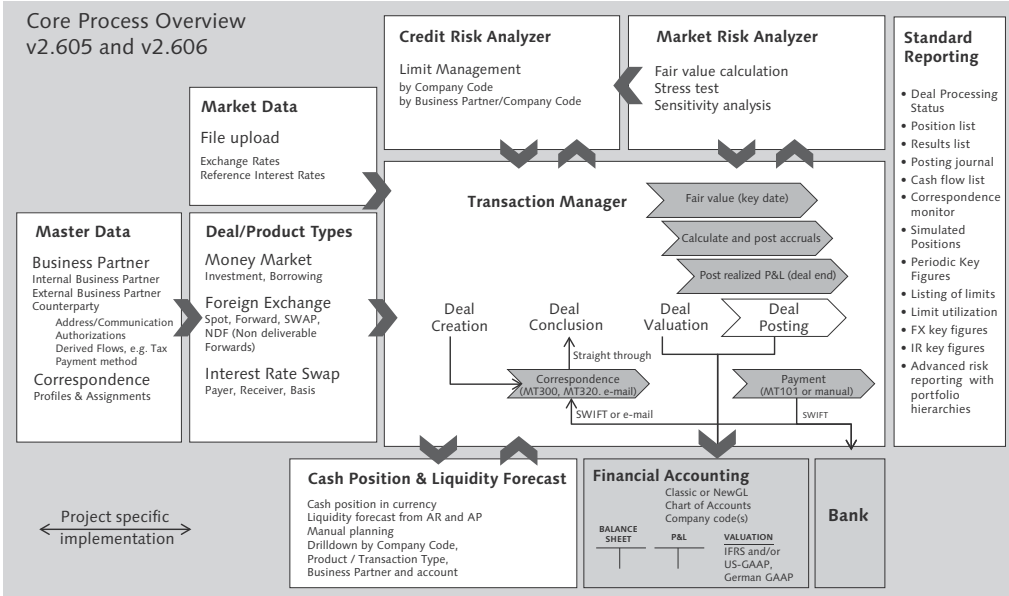 Core Process Overview
v2.605 and v2.606
Credit Risk Analyzer
Limit Management
by Company Code
by Business Partner/Company Code
Market Risk Analyzer
Fair value calculation
Stress test
Sensitivity analysis
Standard
Reporting
• Deal Processing
Status
• Position list
• Results list
• Posting journal
• Cash flow list
• Correspondence
monitor
• Simulated
Positions
• Periodic Key
Figures
• Listing of limits
• Limit utilization
• FX key figures
• IR key figures
• Advanced risk
reporting with
portfolio
hierarchies
Market Data
File upload
Exchange Rates
Reference Interest Rates
Master Data
Business Partner
Internal Business Partner
External Business Partner
Counterparty
Address/Communication
Authorizations
Derived Flows, e.g. Tax
Payment method
Correspondence
Profiles & Assignments
Deal/Product Types
Money Market
Investment, Borrowing
Foreign Exchange
Spot, Forward, SWAP,
NDF (Non deliverable
Forwards)
Interest Rate Swap
Payer, Receiver, Basis
Transaction Manager
Fair value (key date)
Calculate and post accruals
Post realized P&L (deal end)
Deal
Creation
Deal
Conclusion
Deal
Valuation
Deal
Posting
Straight through
Correspondence
(MT300, MT320. e-mail)
SWIFT or e-mail
Payment
(MT101 or manual)
SWIFT
Cash Position & Liquidity Forecast
Cash position in currency
Liquidity forecast from AR and AP
Manual planning
Drilldown by Company Code,
Product / Transaction Type,
Business Partner and account
Financial Accounting
Classic or NewGL
Chart of Accounts
Company code(s)
BALANCE
SHEET
P&L
VALUATION
IFRS and/or
US-GAAP,
German GAAP
Bank
Project specific
implementation